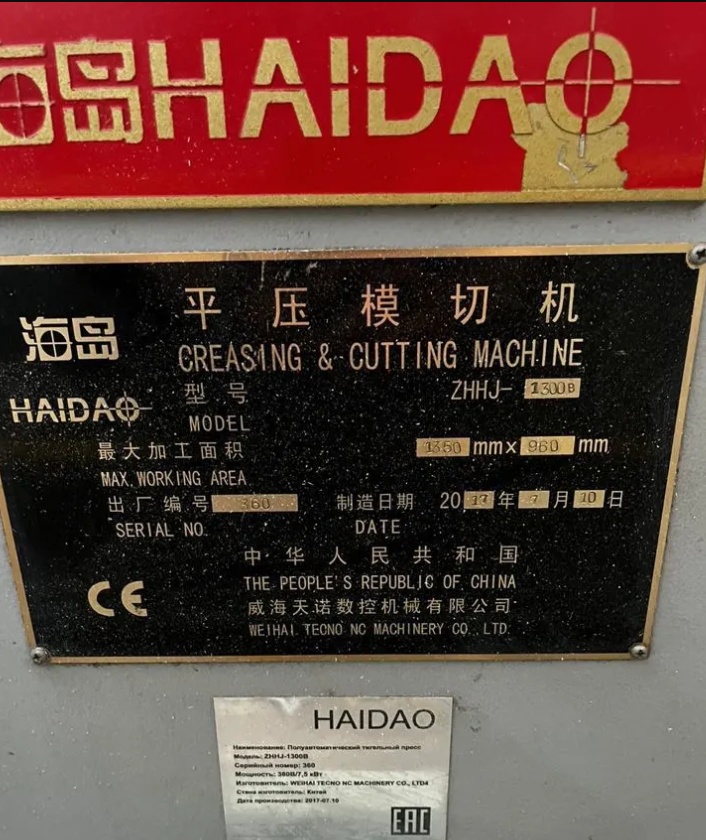 海岛HAIDAO
平压模切机
海岛
CREASING & CUTTING MACHINE
型号 ZHHJ- 1300B
HAIDAO
MODEL
最大加工面积 1350 mm x 960 mm
MAX.WORKING AREA
出厂编号 360 制造日期 2017年7月10日
SERIAL NO. DATE
中华人民共和国
THE PEOPLE'S REPUBLIC OF CHINA
CE
威海天诺数控机械有限公司
WEIHAI TECNO NC MACHINERY CO.,LTD.
HAIDAO
Наименование: Полуавтоматический тигельный пресс
Модель: ZHHJ-1300B
Серийный номер: 360
Мощность: 380В/7,5 кВт
Изготовитель: WEIHAI TECNO NC MACHINERY CO., LTD4
Страна изготовитель: Китай
Дата производства: 2017-07.10
EAC